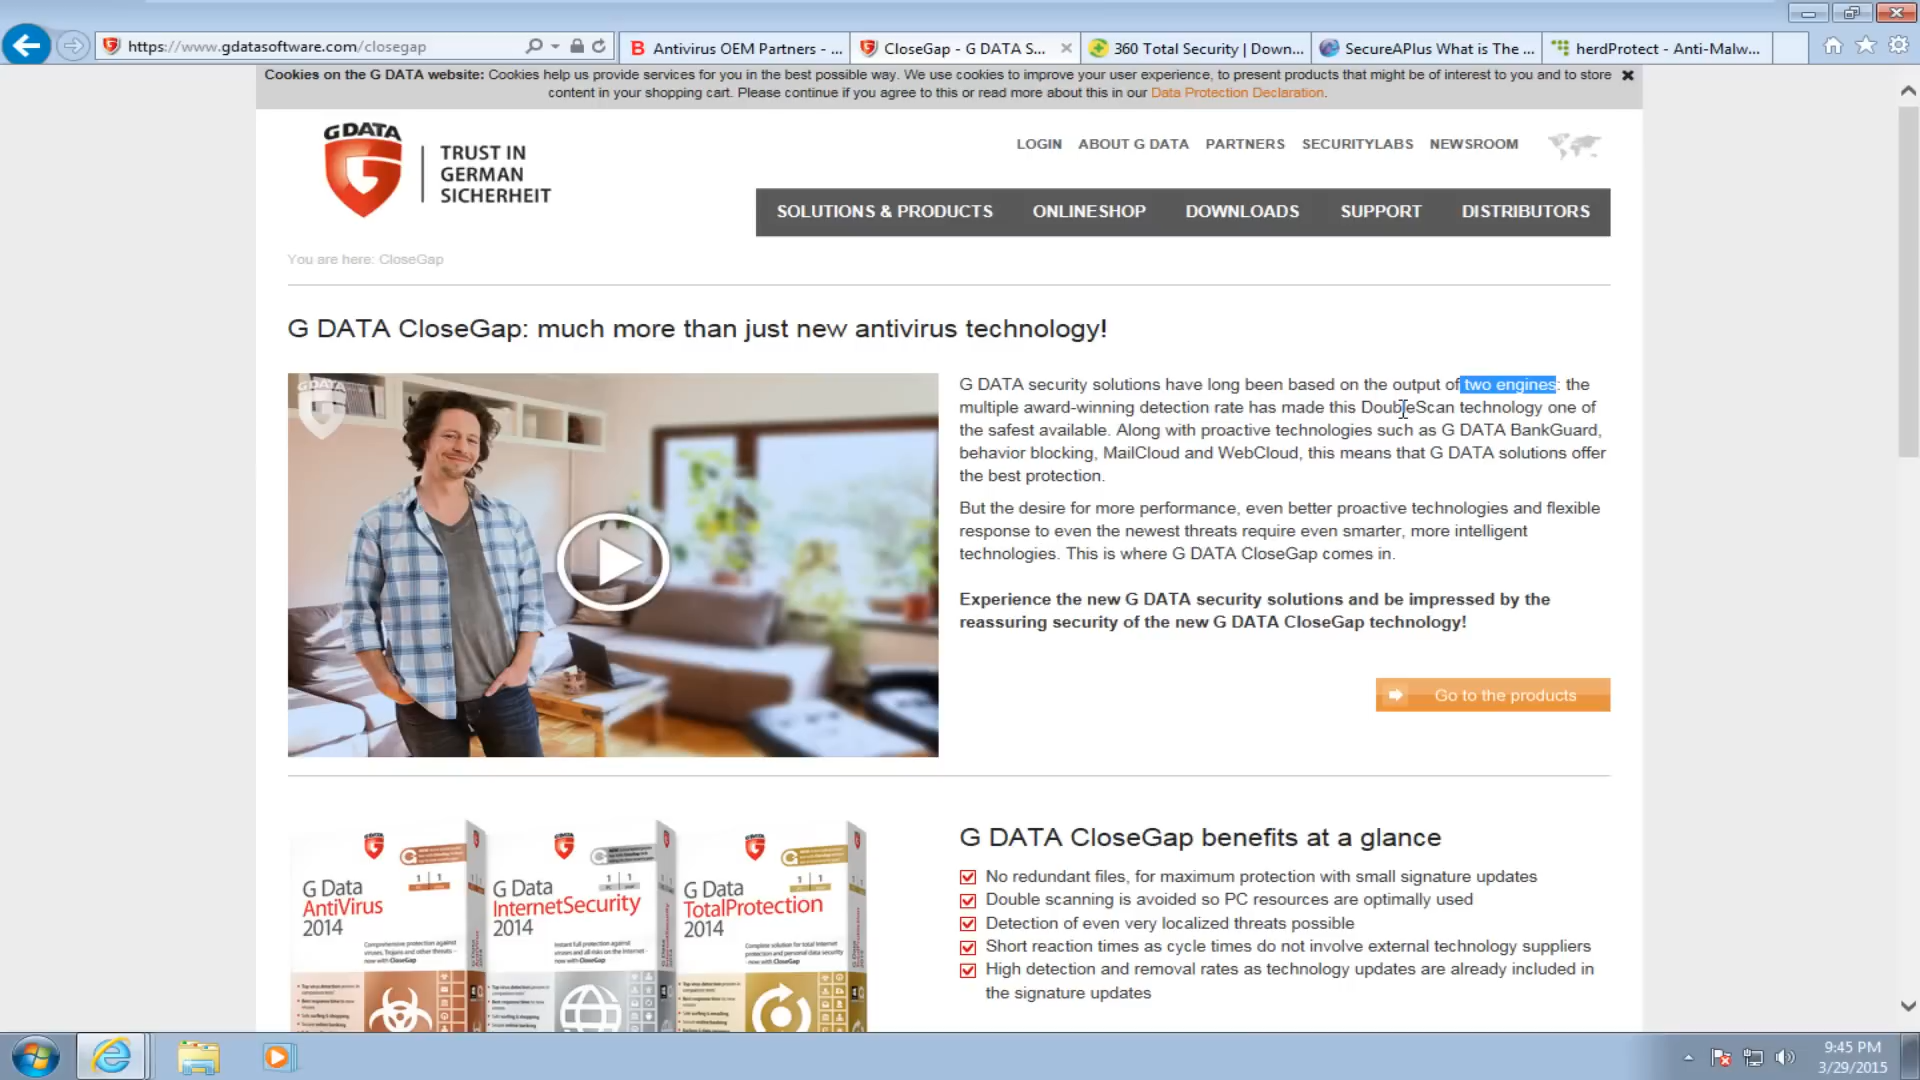 https://www.gdatasoftware.com/closegap
Antivirus OEM Partners - ...
CloseGap - G DATA S...
360 Total Security | Down...
SecureAPlus What is The ...
herdProtect - Anti-Malw...
Cookies on the G DATA website: Cookies help us provide services for you in the best possible way. We use cookies to improve your user experience, to present products that might be of interest to you and to store
content in your shopping cart. Please continue if you agree to this or read more about this in our Data Protection Declaration.
G DATA
TRUST IN
GERMAN
SICHERHEIT
LOGIN ABOUT G DATA PARTNERS SECURITYLABS NEWSROOM
SOLUTIONS & PRODUCTS ONLINESHOP DOWNLOADS SUPPORT DISTRIBUTORS
You are here: CloseGap
G DATA CloseGap: much more than just new antivirus technology!
GDATA
G DATA security solutions have long been based on the output of two engines: the
multiple award-winning detection rate has made this DoubleScan technology one of
the safest available. Along with proactive technologies such as G DATA BankGuard,
behavior blocking, MailCloud and WebCloud, this means that G DATA solutions offer
the best protection.
But the desire for more performance, even better proactive technologies and flexible
response to even the newest threats require even smarter, more intelligent
technologies. This is where G DATA CloseGap comes in.
Experience the new G DATA security solutions and be impressed by the
reassuring security of the new G DATA CloseGap technology!
Go to the products
G Data
AntiVirus
2014
G Data
InternetSecurity
2014
G Data
TotalProtection
2014
G DATA CloseGap benefits at a glance
No redundant files, for maximum protection with small signature updates
Double scanning is avoided so PC resources are optimally used
Detection of even very localized threats possible
Short reaction times as cycle times do not involve external technology suppliers
High detection and removal rates as technology updates are already included in
the signature updates
9:45 PM
3/29/2015